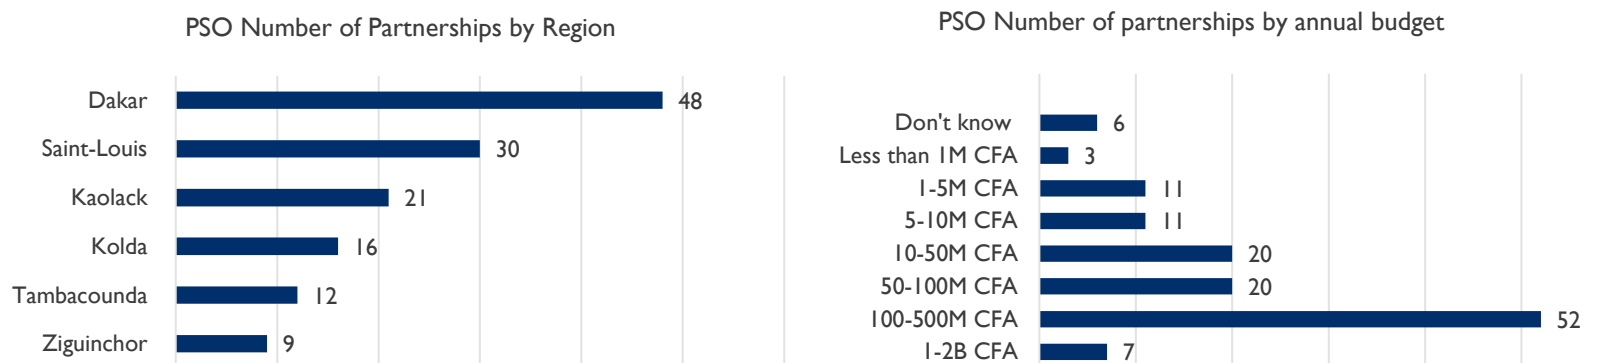 PSO Number of Partnerships by Region
Dakar 48
Saint-Louis 30
Kaolack 21
Kolda 16
Tambacounda 12
Ziguinchor 9
PSO Number of partnerships by annual budget
Don't know 6
Less than 1M CFA 3
1-5M CFA 11
5-10M CFA 11
10-50M CFA 20
50-100M CFA 20
100-500M CFA 52
1-2B CFA 7